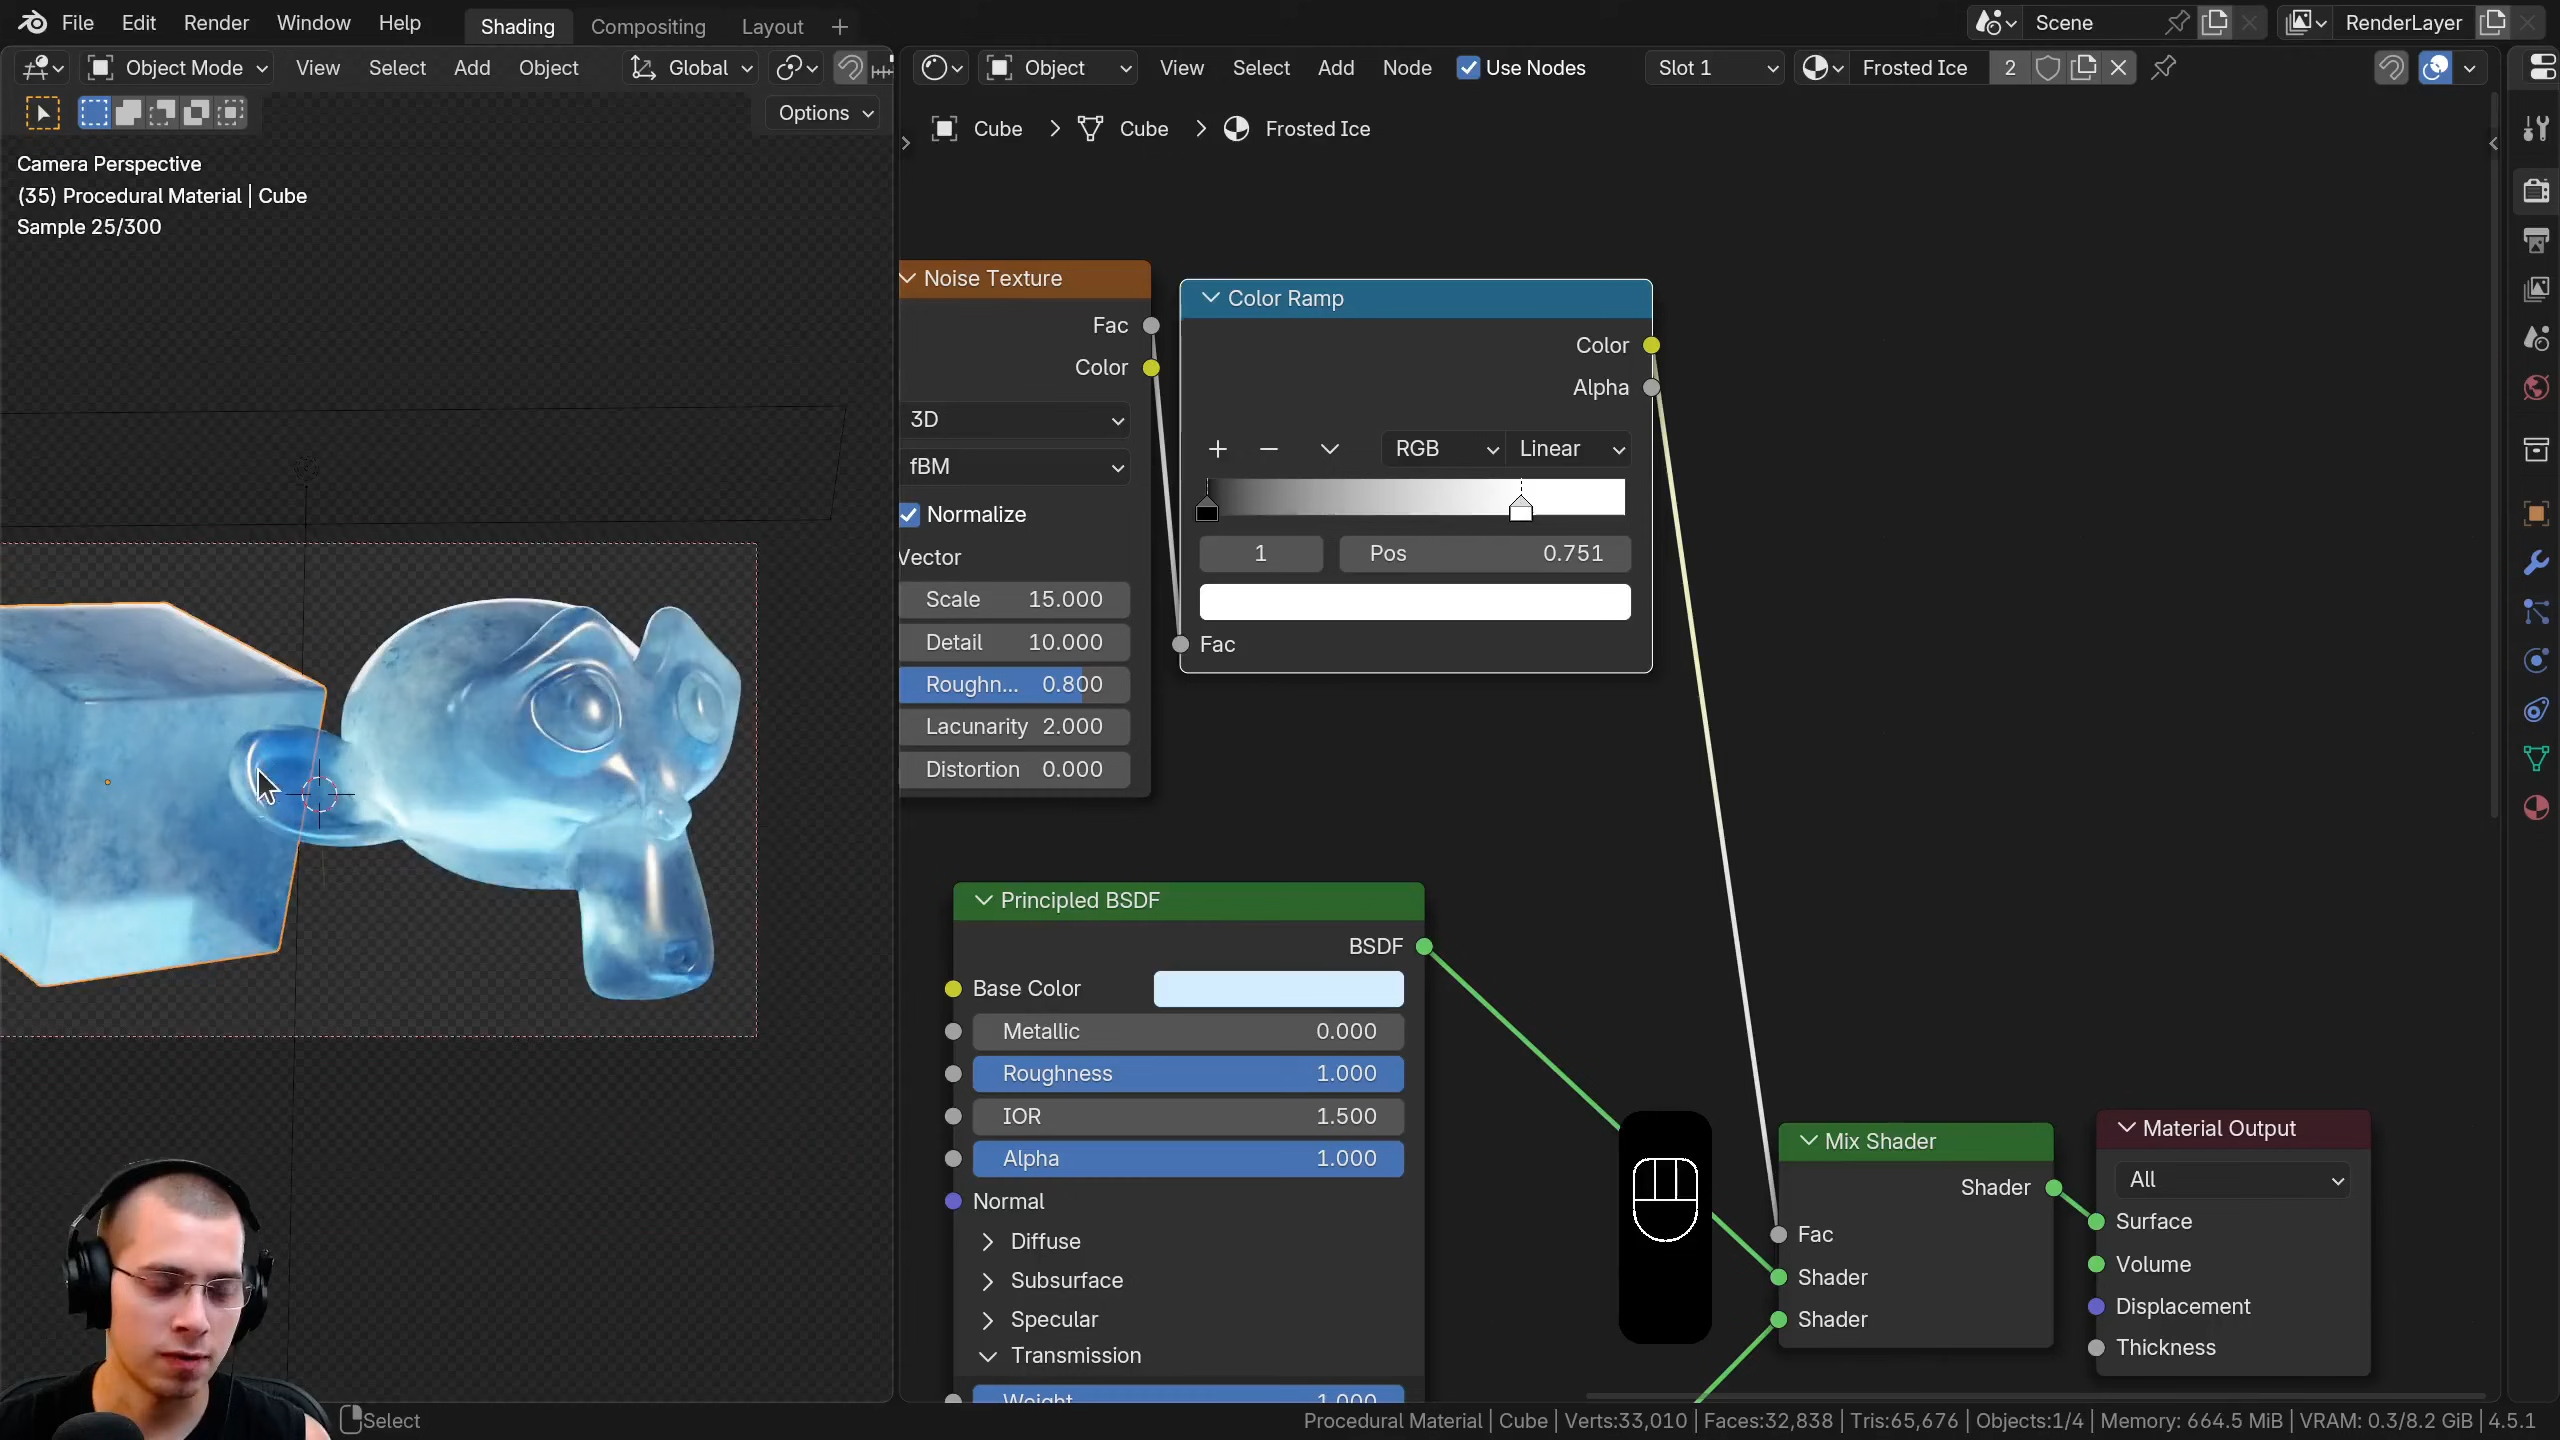 File Edit Render Window Help Shading Compositing Layout + Scene RenderLayer
Object Mode View Select Add Object Global
Object View Select Add Node Use Nodes Slot 1 Frosted Ice 2
Options
Cube > Cube > Frosted Ice
Camera Perspective
(35) Procedural Material | Cube
Sample 25/300
Noise Texture
Fac
Color
3D
fBM
Normalize
Vector
Scale 15.000
Detail 10.000
Roughn... 0.800
Lacunarity 2.000
Distortion 0.000
Color Ramp
Color
Alpha
RGB Linear
1 Pos 0.751
Fac
Principled BSDF
BSDF
Base Color
Metallic 0.000
Roughness 1.000
IOR 1.500
Alpha 1.000
Normal
Diffuse
Subsurface
Specular
Transmission
Weight 1.000
Mix Shader
Shader
Fac
Shader
Shader
Material Output
All
Surface
Volume
Displacement
Thickness
Select
Procedural Material | Cube | Verts:33,010 | Faces:32,838 | Tris:65,676 | Objects:1/4 | Memory: 664.5 MiB | VRAM: 0.3/8.2 GiB | 4.5.1